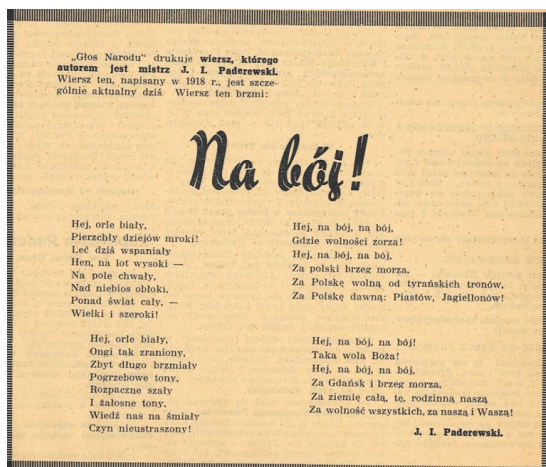 „Głos Narodu“ drukuje wiersz, którego
autorem jest mistrz J. I. Paderewski.
Wiersz ten, napisany w 1918 r., jest szcze-
gólnie aktualny dziś Wiersz ten brzmi:
Na bój!
Hej, orle biały,
Pierzchły dziejów mroki!
Leć dziś wspaniały
Hen, na lot wysoki —
Na pole chwały,
Nad niebios obłoki,
Ponad świat cały, —
Wielki i szeroki!
Hej, orle biały,
Ongi tak zraniony,
Zbyt długo brzmiały
Pogrzebowe tony,
Rozpaczne szały
I żałosne tony,
Wiedź nas na śmiały
Czyn nieustraszony!
Hej, na bój, na bój,
Gdzie wolności zorza!
Hej, na bój, na bój,
Za polski brzeg morza,
Za Polskę wolną od tyrańskich tronów,
Za Polskę dawną: Piastów, Jagiellonów!
Hej, na bój, na bój!
Taka wola Boża!
Hej, na bój, na bój,
Za Gdańsk i brzeg morza,
Za ziemię całą, tę, rodzinną naszą
Za wolność wszystkich, za naszą i Waszą!
J. I. Paderewski.